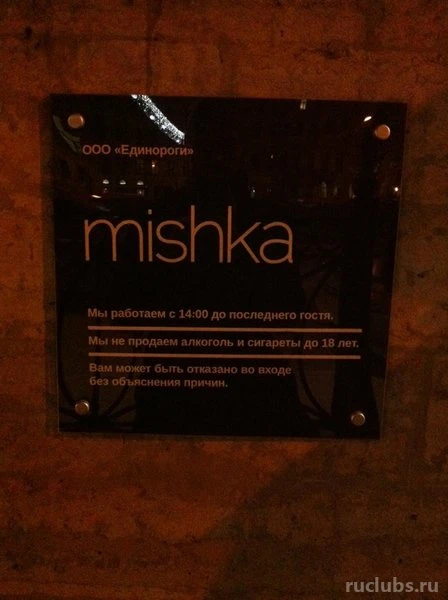 ООО «Единороги»
mishka
Мы работаем с 14:00 до последнего гостя.
Мы не продаем алкоголь и сигареты до 18 лет.
Вам может быть отказано во входе
без объяснения причин.
ruclubs.ru